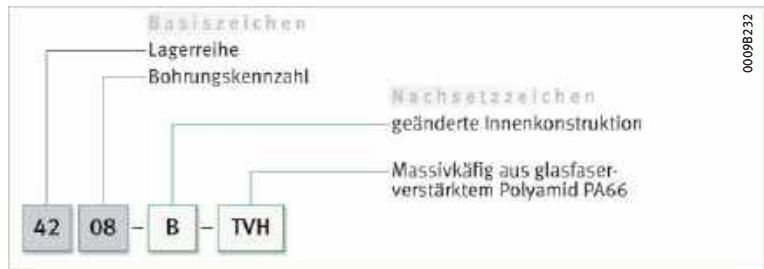 Basiszeichen
Lagerreihe
Bohrungskennzahl
Nachsetzzeichen
geänderte Innenkonstruktion
Massivkäfig aus glasfaser-
verstärktem Polyamid PA66
42 08 - B - TVH
0009B232